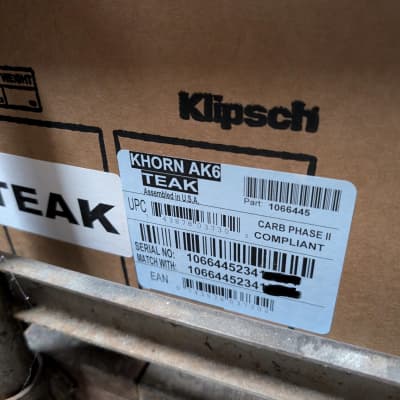 WEIGHT
Klipsch
KHORN AK6
TEAK
Assembled in U.S.A.
Part: 1066445
TEAK
UPC
CARB PHASE II
COMPLIANT
SERIAL NO: 1066445234
MATCH WITH: 1066445234
EAN